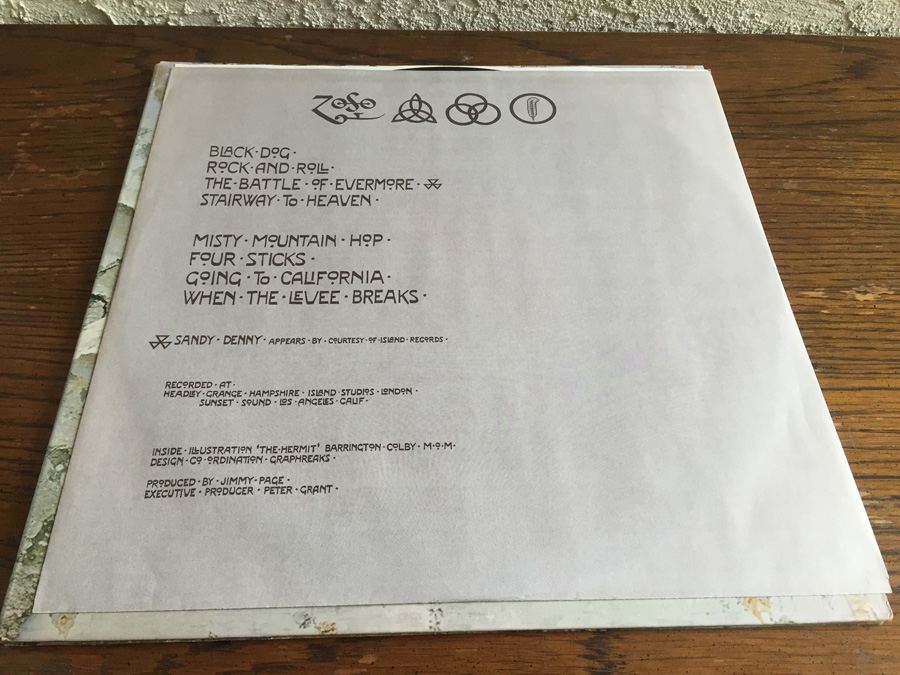 ZoSo
BLACK·DOG·
ROCK·AND·ROLL·
THE·BATTLE·OF·EVERMORE·
STAIRWAY·To·HEAVEN·
MISTY·MOUNTAIN·HOP·
FOUR·STICKS·
GOING·To·CALIFORNIA·
WHEN·THE·LEVEE·BREAKS·
SANDY·DENNY·APPEARS·BY·COURTESY·OF·ISLAND·RECORDS·
RECORDED·AT·
HEADLEY·GRANGE·HAMPSHIRE·ISLAND·STUDIOS·LONDON·
SUNSET·SOUND·LOS·ANGELES·CALIF·
INSIDE·ILLUSTRATION 'THE·HERMIT' BARRINGTON·COLBY·M·O·M·
DESIGN·CO-ORDINATION·GRAPHREAKS·
PRODUCED·BY·JIMMY·PAGE·
EXECUTIVE·PRODUCER·PETER·GRANT·